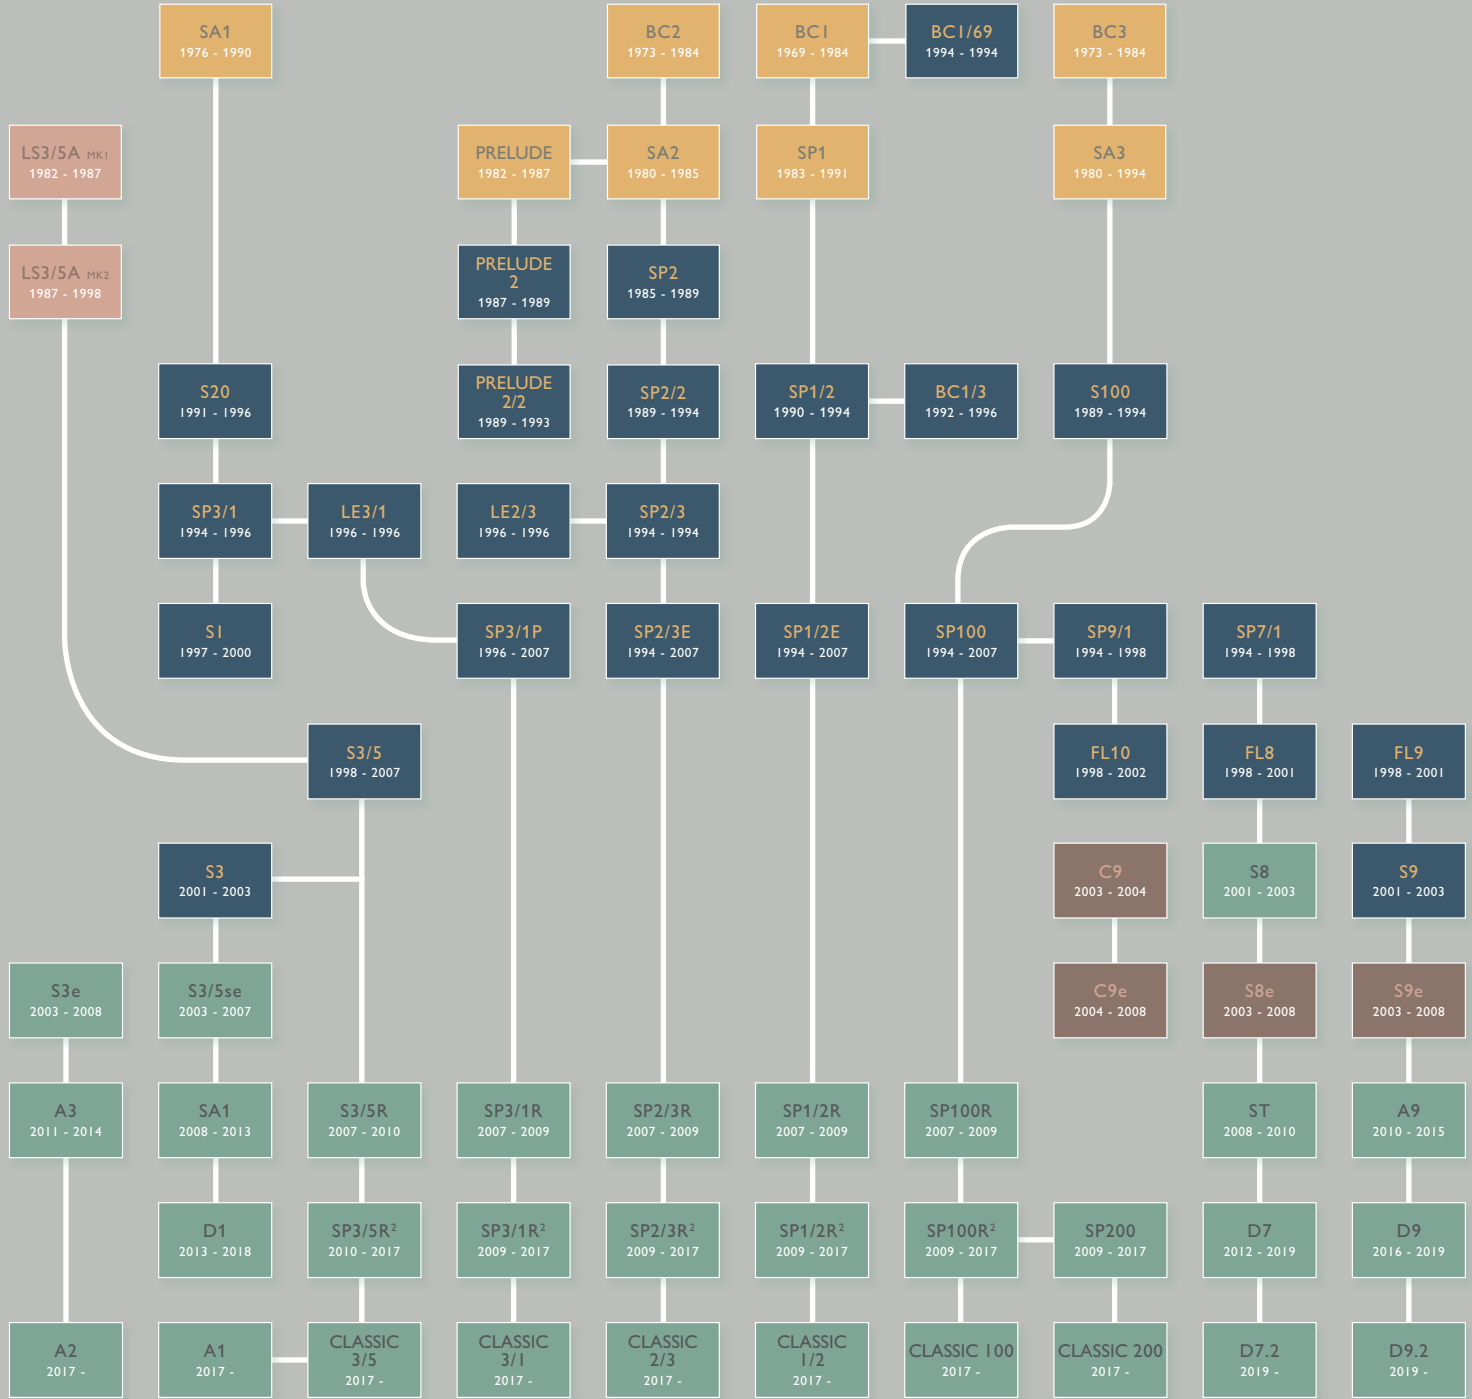 SA1
1976 - 1990
BC2
1973 - 1984
BC1
1969 - 1984
BC1/69
1994 - 1994
BC3
1973 - 1984
LS3/5A MK1
1982 - 1987
PRELUDE
1982 - 1987
SA2
1980 - 1985
SP1
1983 - 1991
SA3
1980 - 1994
LS3/5A MK2
1987 - 1998
PRELUDE
2
1987 - 1989
SP2
1985 - 1989
S20
1991 - 1996
PRELUDE
2/2
1989 - 1993
SP2/2
1989 - 1994
SP1/2
1990 - 1994
BC1/3
1992 - 1996
S100
1989 - 1994
SP3/1
1994 - 1996
LE3/1
1996 - 1996
LE2/3
1996 - 1996
SP2/3
1994 - 1994
S1
1997 - 2000
SP3/1P
1996 - 2007
SP2/3E
1994 - 2007
SP1/2E
1994 - 2007
SP100
1994 - 2007
SP9/1
1994 - 1998
SP7/1
1994 - 1998
S3/5
1998 - 2007
FL10
1998 - 2002
FL8
1998 - 2001
FL9
1998 - 2001
S3
2001 - 2003
C9
2003 - 2004
S8
2001 - 2003
S9
2001 - 2003
S3e
2003 - 2008
S3/5se
2003 - 2007
C9e
2004 - 2008
S8e
2003 - 2008
S9e
2003 - 2008
A3
2011 - 2014
SA1
2008 - 2013
S3/5R
2007 - 2010
SP3/1R
2007 - 2009
SP2/3R
2007 - 2009
SP1/2R
2007 - 2009
SP100R
2007 - 2009
ST
2008 - 2010
A9
2010 - 2015
D1
2013 - 2018
SP3/5R²
2010 - 2017
SP3/1R²
2009 - 2017
SP2/3R²
2009 - 2017
SP1/2R²
2009 - 2017
SP100R²
2009 - 2017
SP200
2009 - 2017
D7
2012 - 2019
D9
2016 - 2019
A2
2017 -
A1
2017 -
CLASSIC
3/5
2017 -
CLASSIC
3/1
2017 -
CLASSIC
2/3
2017 -
CLASSIC
1/2
2017 -
CLASSIC 100
2017 -
CLASSIC 200
2017 -
D7.2
2019 -
D9.2
2019 -